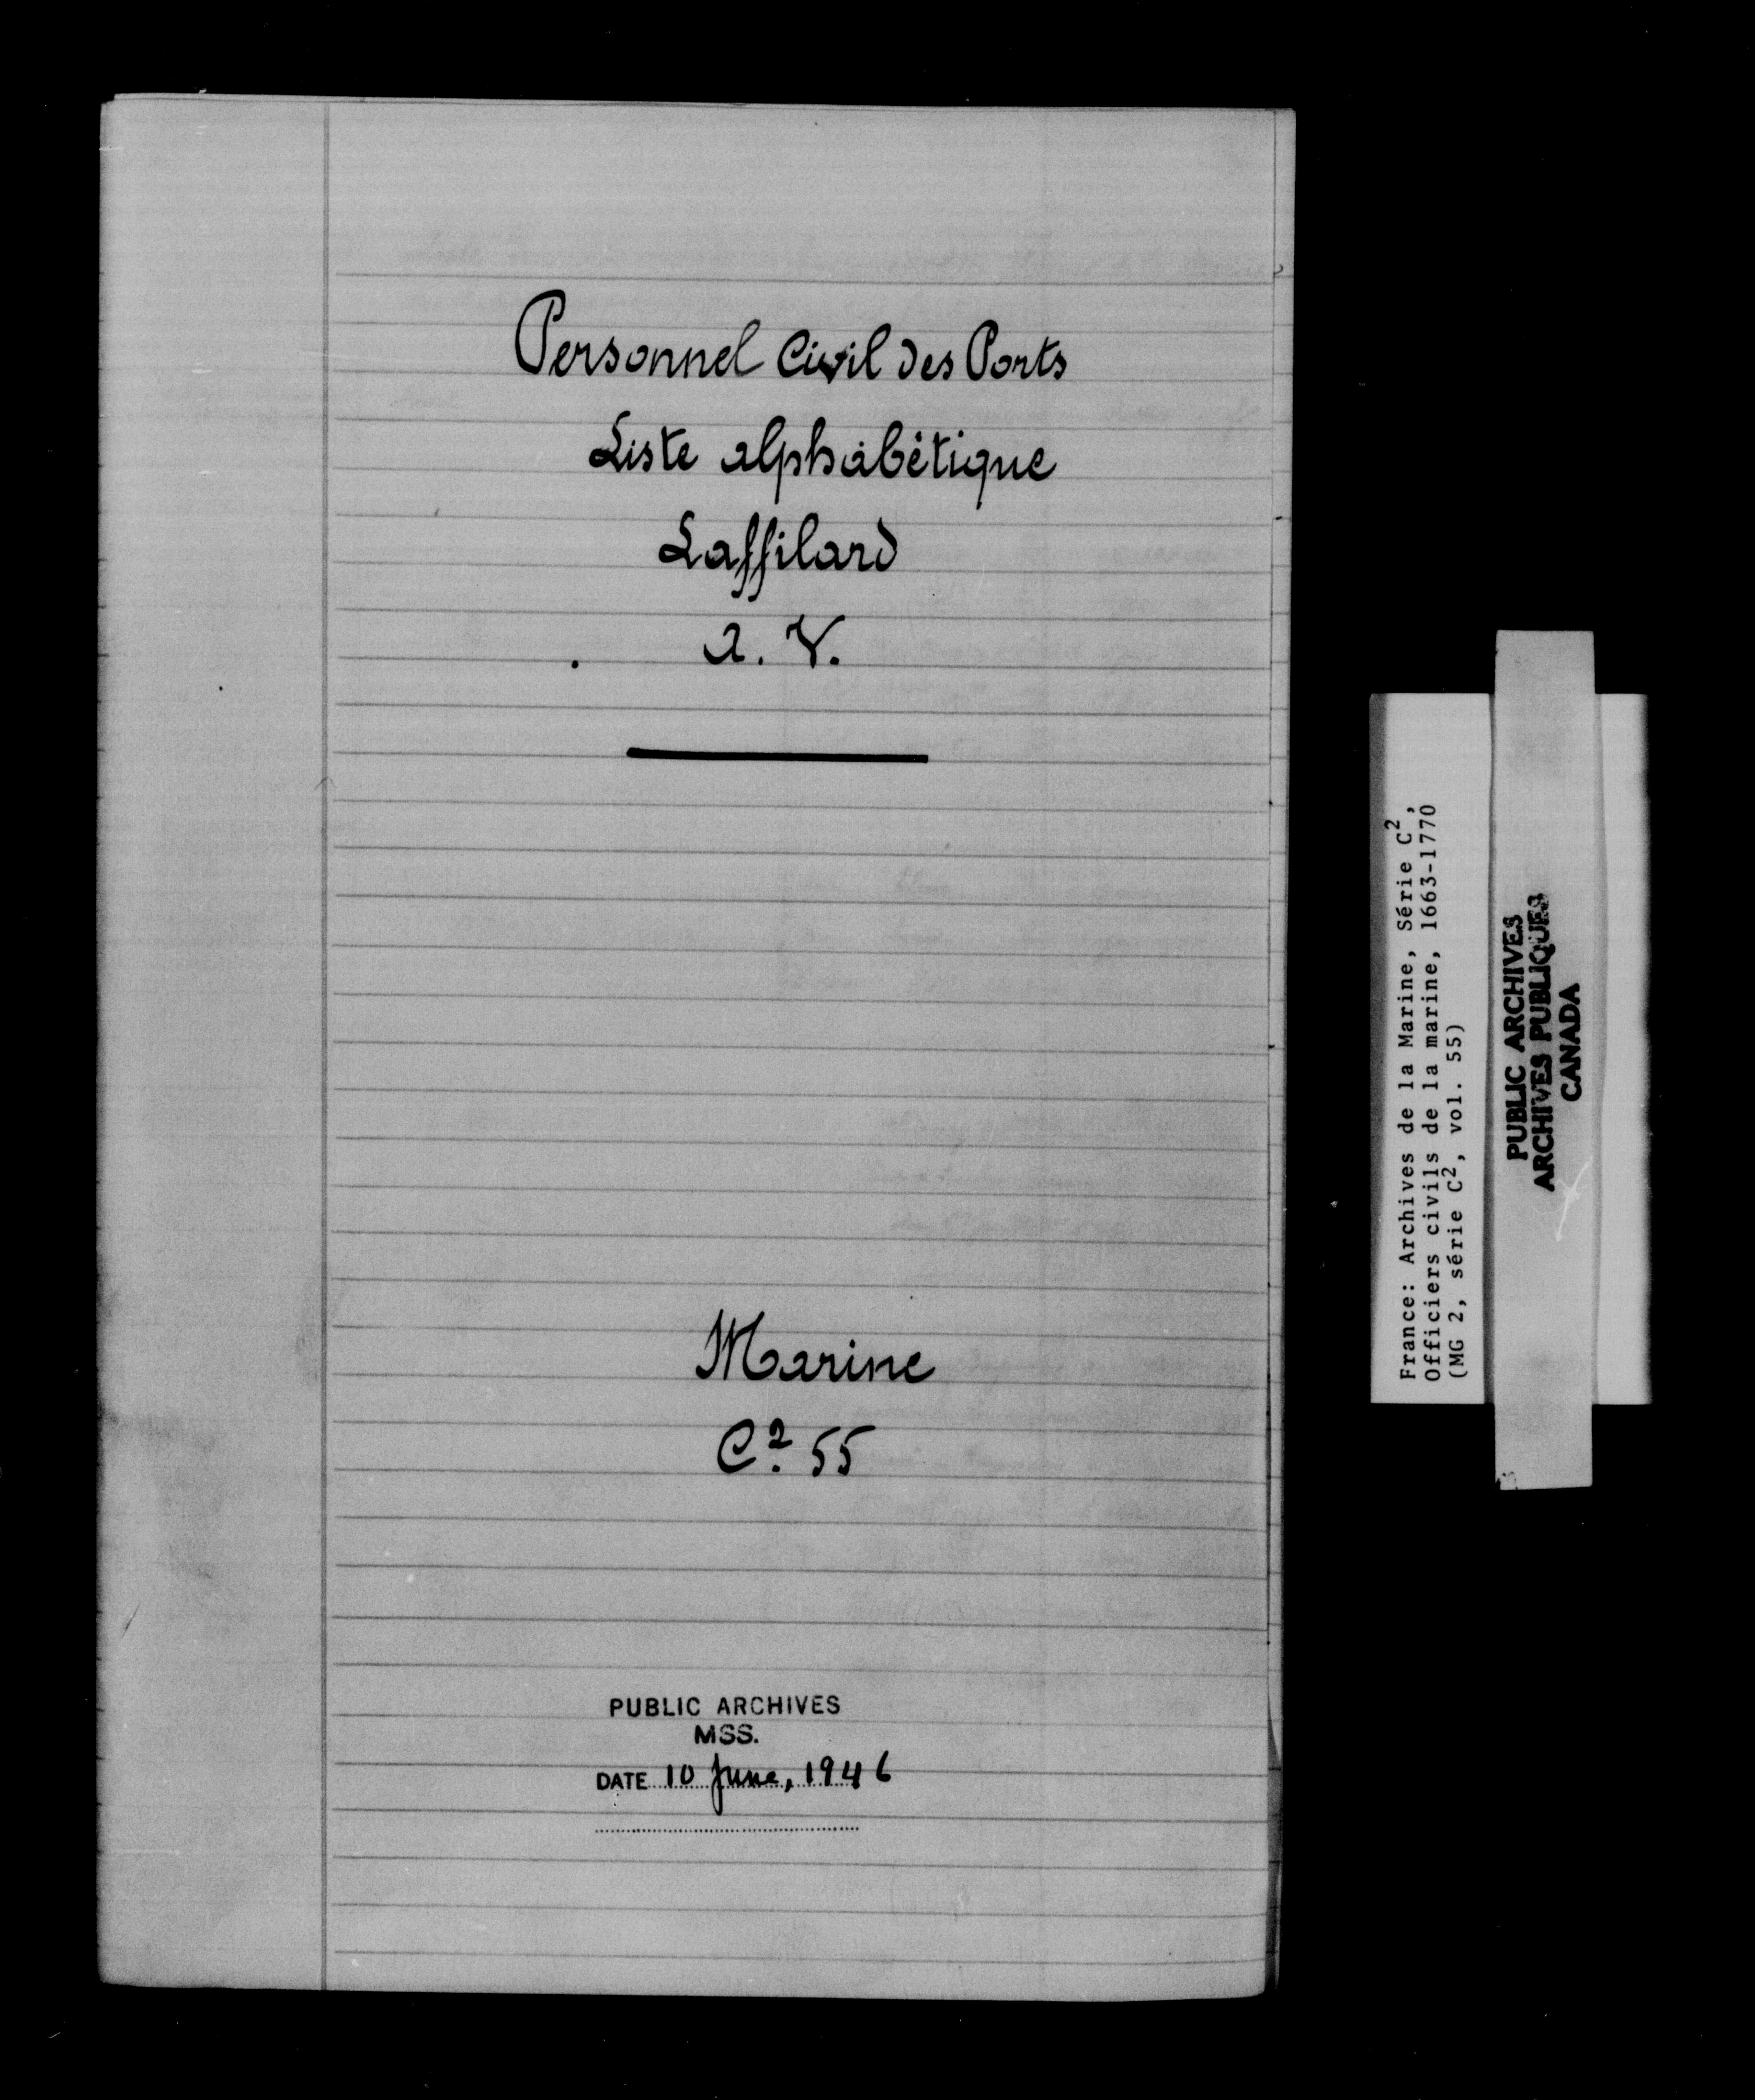 Personnel Civil des Ports
Liste alphabétique
Laffilard
A. V.
Marine
C² 55
PUBLIC ARCHIVES
MSS.
DATE 10 June, 1946
France: Archives de la Marine, Série C²,
Officiers civils de la marine, 1663-1770
(MG 2, série C², vol. 55)
PUBLIC ARCHIVES
ARCHIVES PUBLIQUES
CANADA